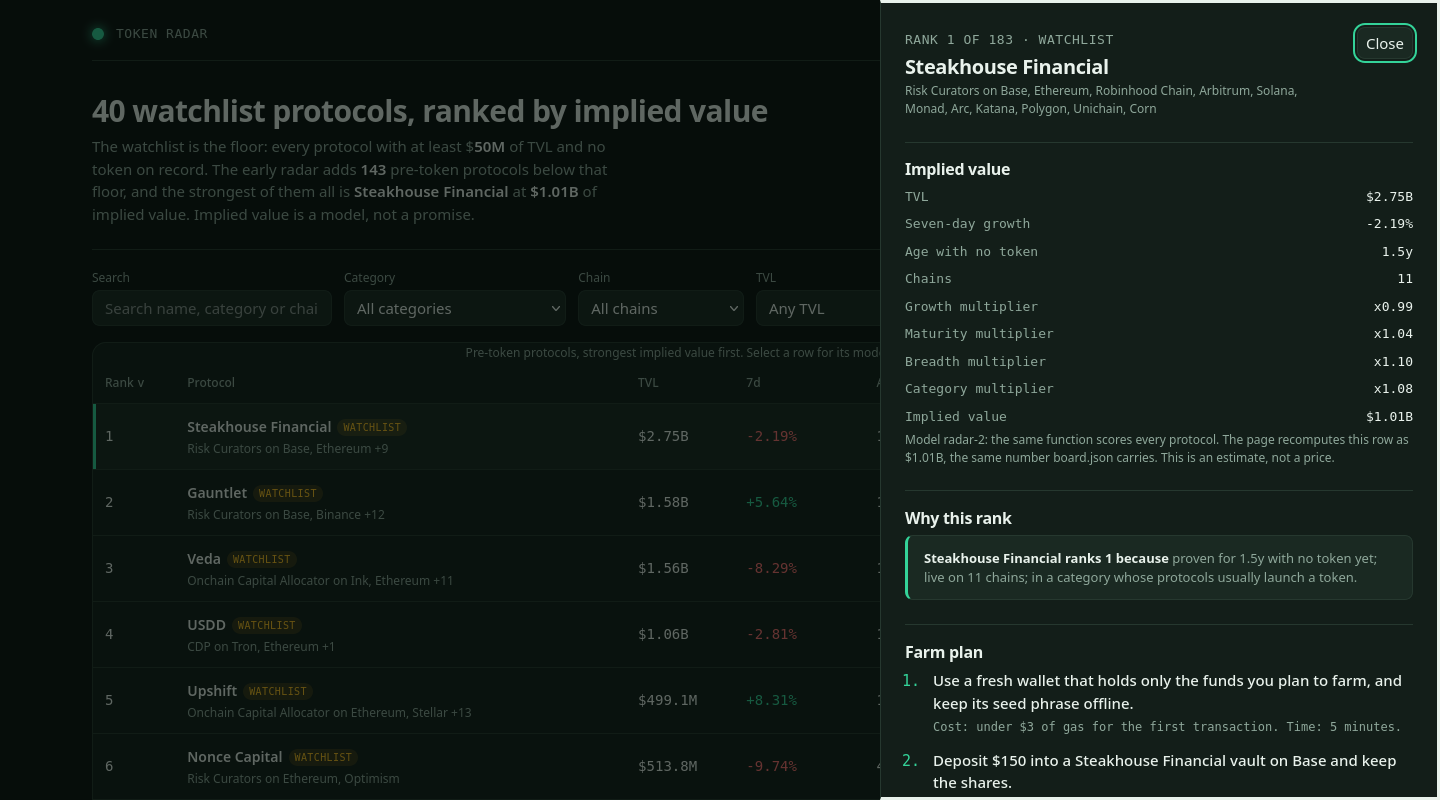 TOKEN RADAR
40 watchlist protocols, ranked by implied value
The watchlist is the floor: every protocol with at least $50M of TVL and no
token on record. The early radar adds 143 pre-token protocols below that
floor, and the strongest of them all is Steakhouse Financial at $1.01B of
implied value. Implied value is a model, not a promise.
Search
Category
Chain
TVL
Search name, category or chai
All categories
All chains
Any TVL
Pre-token protocols, strongest implied value first. Select a row for its mod
Rank v
Protocol
TVL
7d
1
Steakhouse Financial WATCHLIST
Risk Curators on Base, Ethereum +9
$2.75B
-2.19%
2
Gauntlet WATCHLIST
Risk Curators on Base, Binance +12
$1.58B
+5.64%
3
Veda WATCHLIST
Onchain Capital Allocator on Ink, Ethereum +11
$1.56B
-8.29%
4
USDD WATCHLIST
CDP on Tron, Ethereum +1
$1.06B
-2.81%
5
Upshift WATCHLIST
Onchain Capital Allocator on Ethereum, Stellar +13
$499.1M
+8.31%
6
Nonce Capital WATCHLIST
Risk Curators on Ethereum, Optimism
$513.8M
-9.74%
RANK 1 OF 183 · WATCHLIST
Close
Steakhouse Financial
Risk Curators on Base, Ethereum, Robinhood Chain, Arbitrum, Solana,
Monad, Arc, Katana, Polygon, Unichain, Corn
Implied value
TVL $2.75B
Seven-day growth -2.19%
Age with no token 1.5y
Chains 11
Growth multiplier x0.99
Maturity multiplier x1.04
Breadth multiplier x1.10
Category multiplier x1.08
Implied value $1.01B
Model radar-2: the same function scores every protocol. The page recomputes this row as
$1.01B, the same number board.json carries. This is an estimate, not a price.
Why this rank
Steakhouse Financial ranks 1 because proven for 1.5y with no token yet;
live on 11 chains; in a category whose protocols usually launch a token.
Farm plan
1. Use a fresh wallet that holds only the funds you plan to farm, and
keep its seed phrase offline.
Cost: under $3 of gas for the first transaction. Time: 5 minutes.
2. Deposit $150 into a Steakhouse Financial vault on Base and keep
the shares.